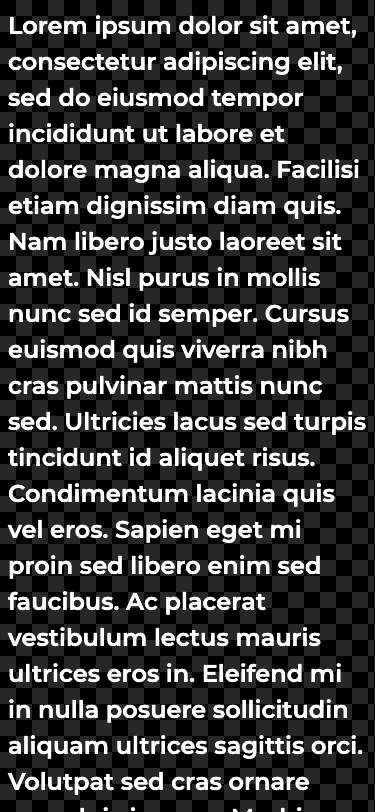 Lorem ipsum dolor sit amet,
consectetur adipiscing elit,
sed do eiusmod tempor
incididunt ut labore et
dolore magna aliqua. Facilisi
etiam dignissim diam quis.
Nam libero justo laoreet sit
amet. Nisl purus in mollis
nunc sed id semper. Cursus
euismod quis viverra nibh
cras pulvinar mattis nunc
sed. Ultricies lacus sed turpis
tincidunt id aliquet risus.
Condimentum lacinia quis
vel eros. Sapien eget mi
proin sed libero enim sed
faucibus. Ac placerat
vestibulum lectus mauris
ultrices eros in. Eleifend mi
in nulla posuere sollicitudin
aliquam ultrices sagittis orci.
Volutpat sed cras ornare